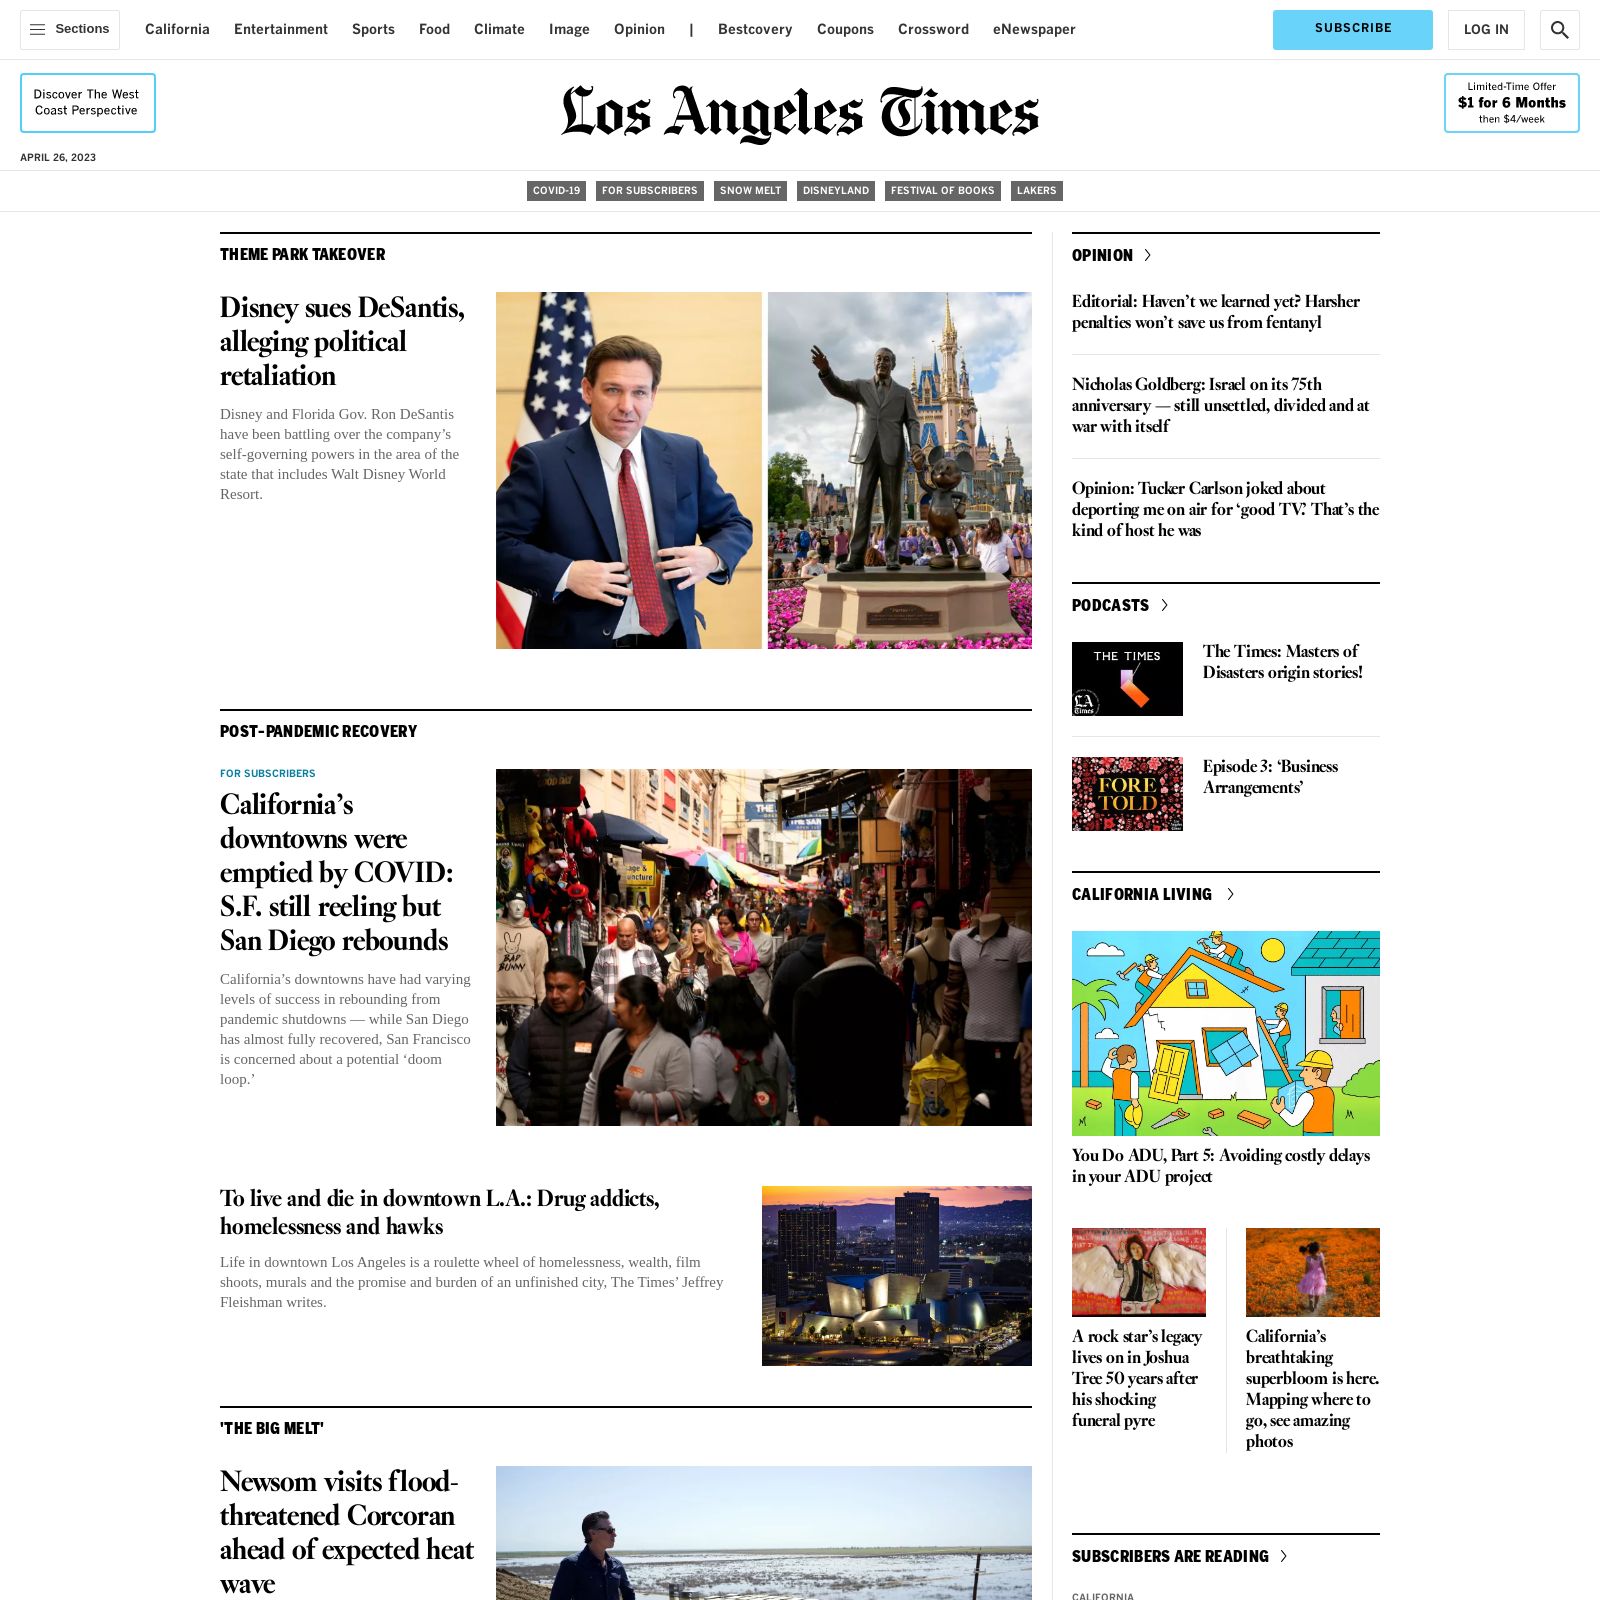 Sections
California
Entertainment
Sports
Food
Climate
Image
Opinion
|
Bestcovery
Coupons
Crossword
eNewspaper
SUBSCRIBE
LOG IN
Discover The West
Coast Perspective
Los Angeles Times
Limited-Time Offer
$1 for 6 Months
then $4/week
APRIL 26, 2023
COVID-19
FOR SUBSCRIBERS
SNOW MELT
DISNEYLAND
FESTIVAL OF BOOKS
LAKERS
THEME PARK TAKEOVER
Disney sues DeSantis,
alleging political
retaliation
Disney and Florida Gov. Ron DeSantis
have been battling over the company’s
self-governing powers in the area of the
state that includes Walt Disney World
Resort.
POST-PANDEMIC RECOVERY
FOR SUBSCRIBERS
California’s
downtowns were
emptied by COVID:
S.F. still reeling but
San Diego rebounds
California’s downtowns have had varying
levels of success in rebounding from
pandemic shutdowns — while San Diego
has almost fully recovered, San Francisco
is concerned about a potential ‘doom
loop.’
BAD
BUNNY
To live and die in downtown L.A.: Drug addicts,
homelessness and hawks
Life in downtown Los Angeles is a roulette wheel of homelessness, wealth, film
shoots, murals and the promise and burden of an unfinished city, The Times’ Jeffrey
Fleishman writes.
'THE BIG MELT'
Newsom visits flood-
threatened Corcoran
ahead of expected heat
wave
OPINION
Editorial: Haven’t we learned yet? Harsher
penalties won’t save us from fentanyl
Nicholas Goldberg: Israel on its 75th
anniversary — still unsettled, divided and at
war with itself
Opinion: Tucker Carlson joked about
deporting me on air for ‘good TV.’ That’s the
kind of host he was
PODCASTS
THE TIMES
LA
Times
The Times: Masters of
Disasters origin stories!
FORE
TOLD
Episode 3: ‘Business
Arrangements’
CALIFORNIA LIVING
You Do ADU, Part 5: Avoiding costly delays
in your ADU project
A rock star’s legacy
lives on in Joshua
Tree 50 years after
his shocking
funeral pyre
California’s
breathtaking
superbloom is here.
Mapping where to
go, see amazing
photos
SUBSCRIBERS ARE READING
CALIFORNIA